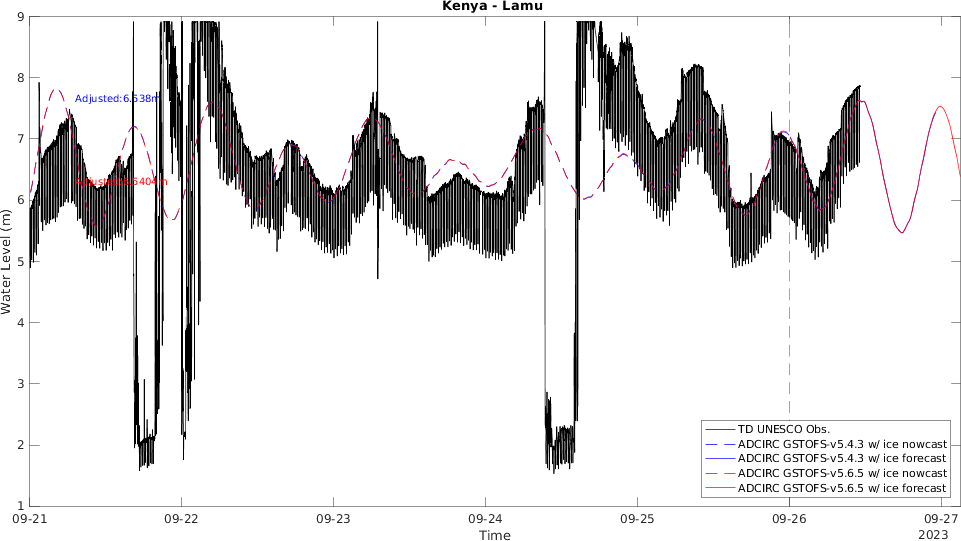 Kenya - Lamu
9
8
7
6
5
4
3
2
1
Water Level (m)
Adjusted:6.538m
TD UNESCO Obs.
ADCIRC GSTOFS-v5.4.3 w/ ice nowcast
ADCIRC GSTOFS-v5.4.3 w/ ice forecast
ADCIRC GSTOFS-v5.6.5 w/ ice nowcast
ADCIRC GSTOFS-v5.6.5 w/ ice forecast
09-21 09-22 09-23 09-24 09-25 09-26 09-27
Time
2023